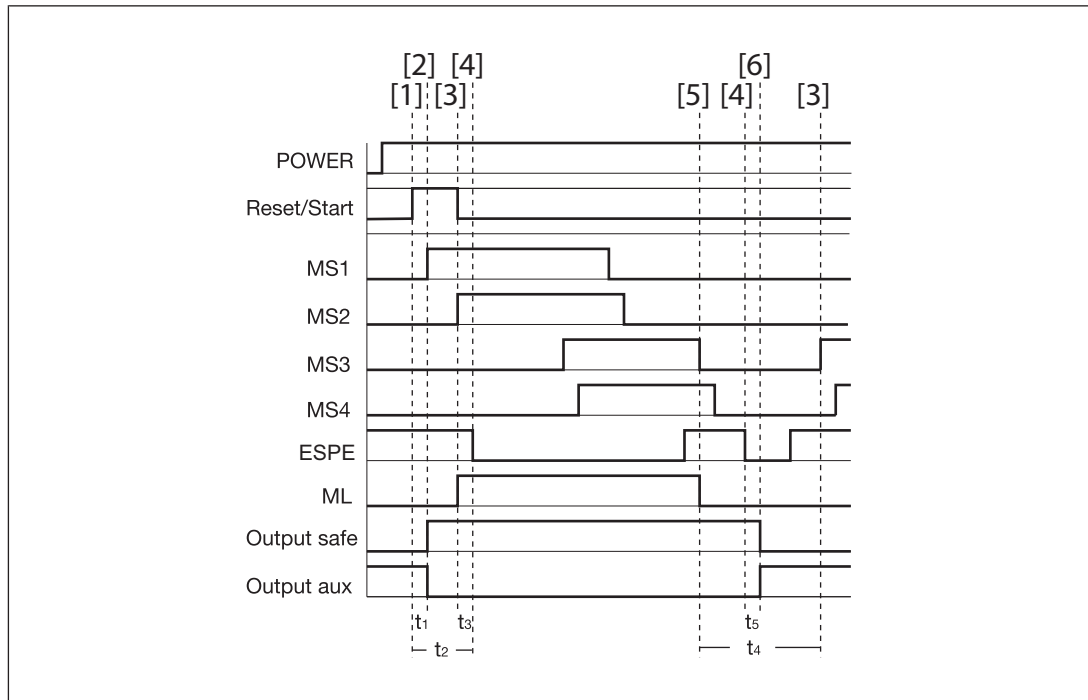 [2] [4] [6]
[1] [3] [5] [4] [3]
POWER
Reset/Start
MS1
MS2
MS3
MS4
ESPE
ML
Output safe
Output aux
t1 t3 t5
t2 t4